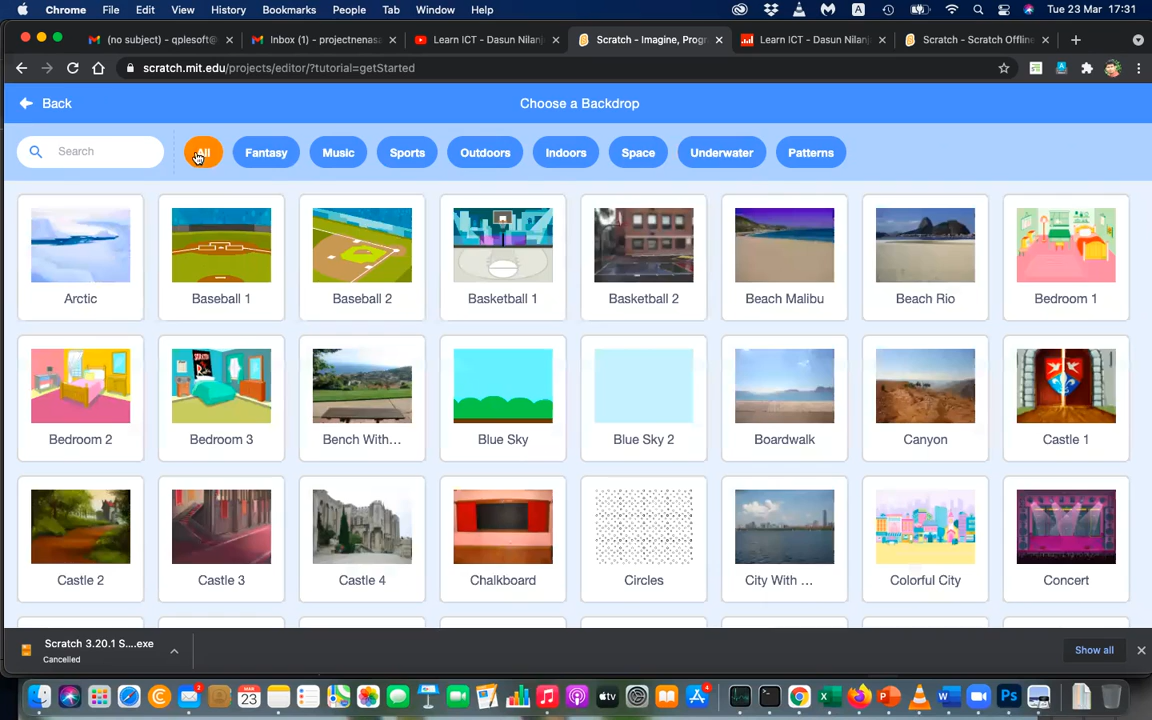 Chrome File Edit View History Bookmarks People Tab Window Help Tue 23 Mar 17:31
(no subject) - qplesoft@ Inbox (1) - projectnenasa Learn ICT - Dasun Nilanj Scratch - Imagine, Prog Learn ICT - Dasun Nilanj Scratch - Scratch Offline
scratch.mit.edu/projects/editor/?tutorial=getStarted
Back Choose a Backdrop
Search All Fantasy Music Sports Outdoors Indoors Space Underwater Patterns
Arctic Baseball 1 Baseball 2 Basketball 1 Basketball 2 Beach Malibu Beach Rio Bedroom 1
Bedroom 2 Bedroom 3 Bench With... Blue Sky Blue Sky 2 Boardwalk Canyon Castle 1
Castle 2 Castle 3 Castle 4 Chalkboard Circles City With ... Colorful City Concert
Scratch 3.20.1 S....exe
Cancelled
Show all